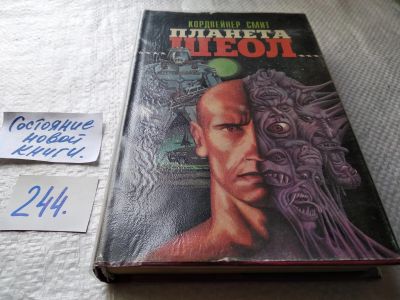 КОРДВЕЙНЕР СМИТ
ПЛАНЕТА
ШЕОЛ
Состояние
новой
книги.
244.